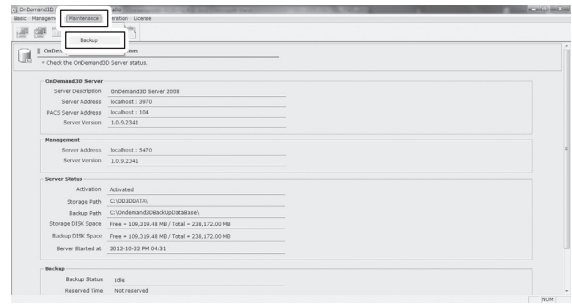 OnDemand3D
Basic Managem Maintenance eration License
Backup
OnDem
* Check the OnDemand3D Server status.
OnDemand3D Server
Server Description OnDemand3D Server 2008
Server Address localhost : 3970
PACS Server Address localhost : 104
Server Version 1.0.9.2341
Management
Server Address localhost : 5470
Server Version 1.0.9.2341
Server Status
Activation Activated
Storage Path C:\OD3DDATA\
Backup Path C:\Ondemand3DBackUpDataBase\
Storage DISK Space Free = 109,319.48 MB / Total = 238,172.00 MB
Backup DISK Space Free = 109,319.48 MB / Total = 238,172.00 MB
Server Started at 2012-10-22 PM 04:31
Backup
Backup Status Idle
Reserved Time Not reserved
NUM